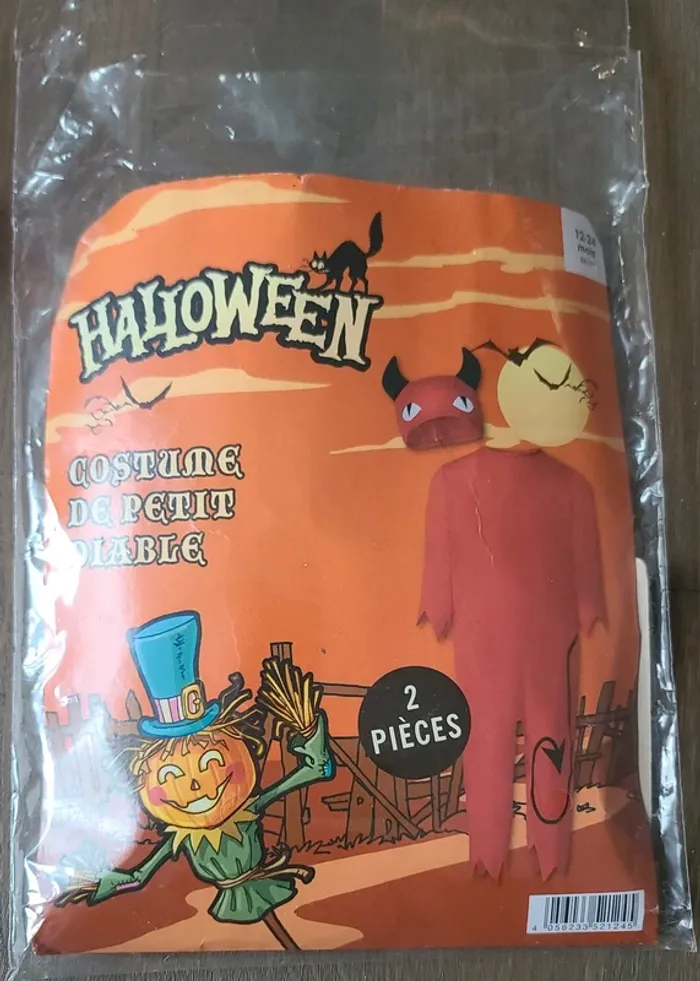 HALLOWEEN
12-24
mois
COSTUME
DE PETIT
DIABLE
2
PIÈCES
4 056233 521245